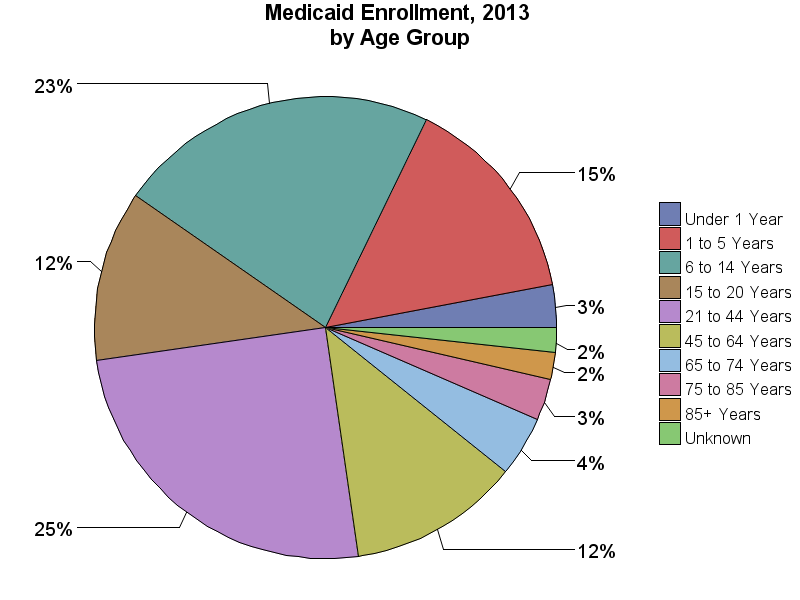 Medicaid Enrollment, 2013
by Age Group
23%
15%
12%
3%
2%
2%
3%
4%
25%
12%
Under 1 Year
1 to 5 Years
6 to 14 Years
15 to 20 Years
21 to 44 Years
45 to 64 Years
65 to 74 Years
75 to 85 Years
85+ Years
Unknown